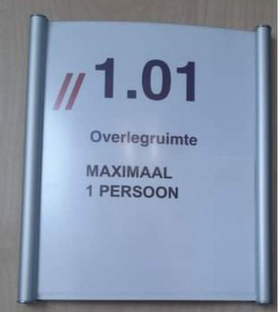 // 1.01
Overlegruimte
MAXIMAAL
1 PERSOON